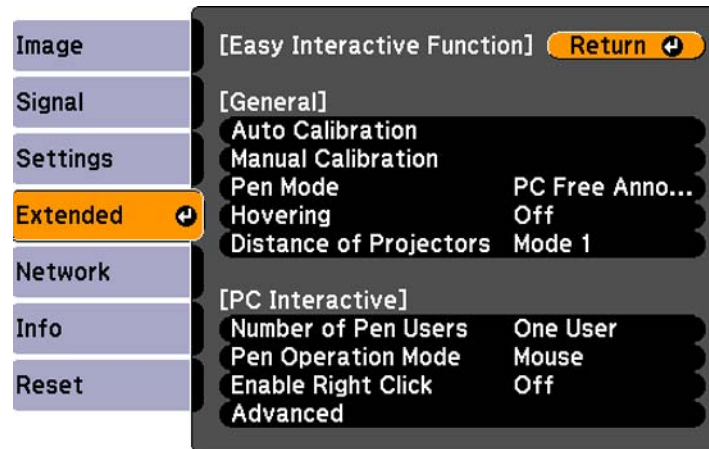 Image
Signal
Settings
Extended
Network
Info
Reset
[Easy Interactive Function] Return
[General]
Auto Calibration
Manual Calibration
Pen Mode PC Free Anno...
Hovering Off
Distance of Projectors Mode 1
[PC Interactive]
Number of Pen Users One User
Pen Operation Mode Mouse
Enable Right Click Off
Advanced